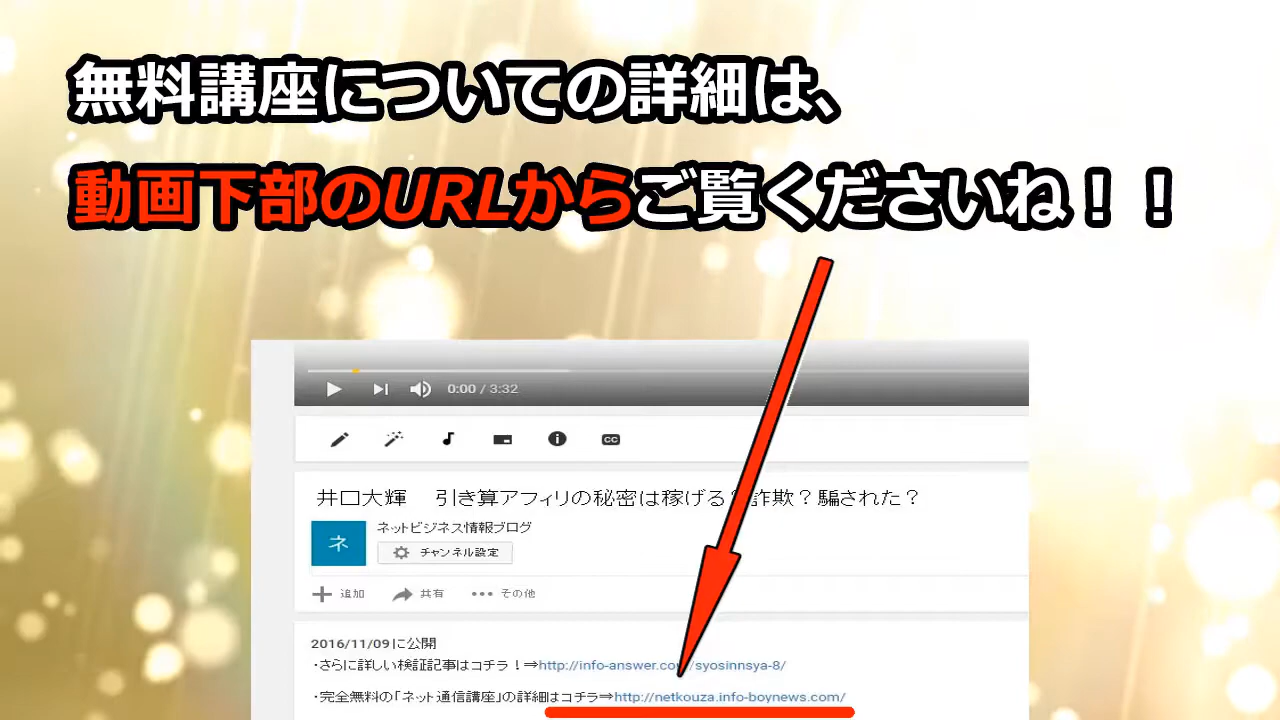 無料講座についての詳細は、
動画下部のURLからご覧くださいね！！
0:00 / 3:32
CC
井口大輝　引き算アフィリの秘密は稼げる？詐欺？騙された？
ネ
ネットビジネス情報ブログ
チャンネル設定
追加 共有 その他
2016/11/09に公開
・さらに詳しい検証記事はコチラ！⇒http://info-answer.com/syosinnsya-8/
・完全無料の「ネット通信講座」の詳細はコチラ⇒http://netkouza.info-boynews.com/